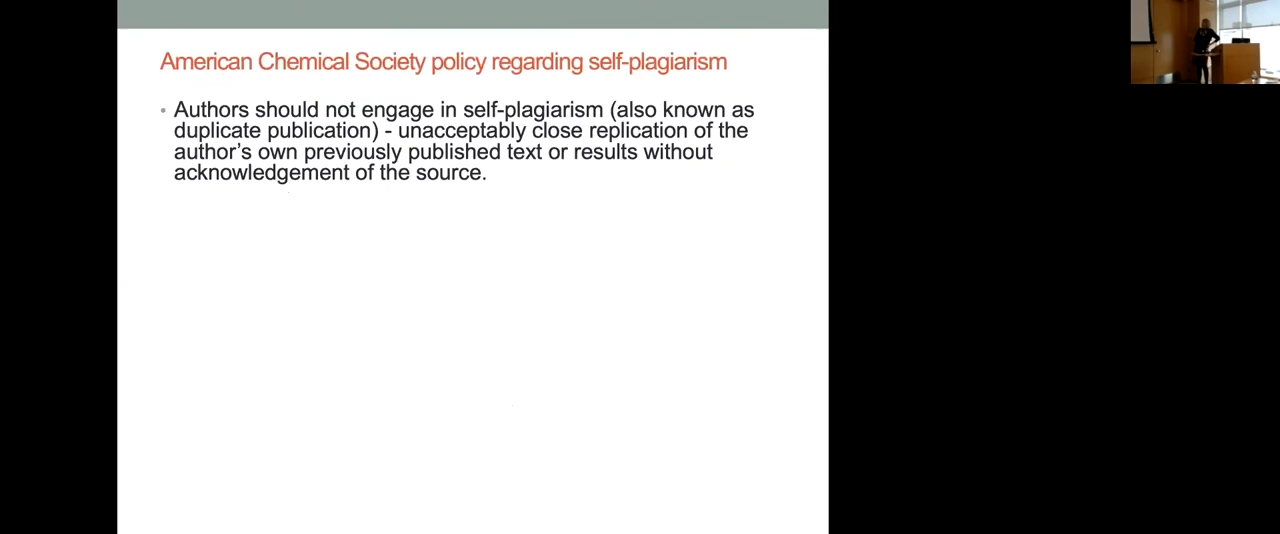 American Chemical Society policy regarding self-plagiarism
• Authors should not engage in self-plagiarism (also known as
duplicate publication) - unacceptably close replication of the
author’s own previously published text or results without
acknowledgement of the source.